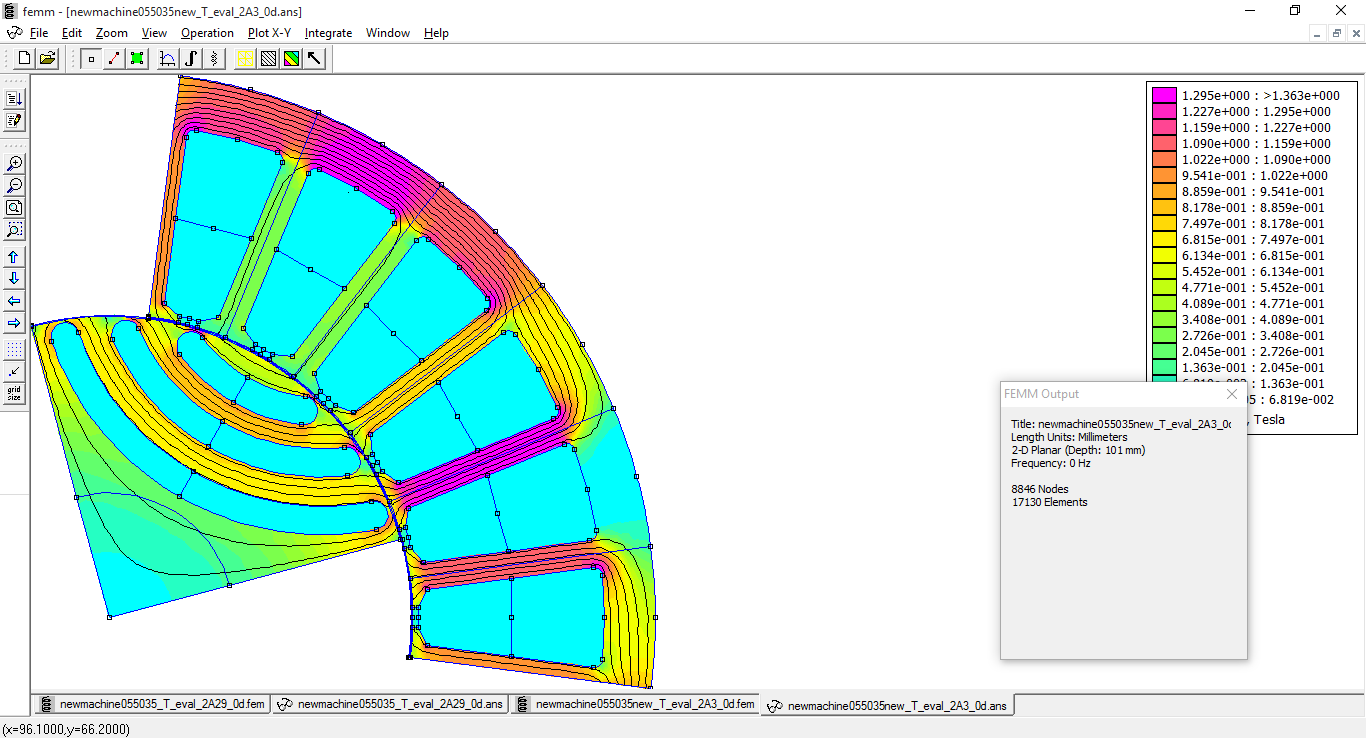 femm - [newmachine055035new_T_eval_2A3_0d.ans]
File Edit Zoom View Operation Plot X-Y Integrate Window Help
1.295e+000 : >1.363e+000
1.227e+000 : 1.295e+000
1.159e+000 : 1.227e+000
1.090e+000 : 1.159e+000
1.022e+000 : 1.090e+000
9.541e-001 : 1.022e+000
8.859e-001 : 9.541e-001
8.178e-001 : 8.859e-001
7.497e-001 : 8.178e-001
6.815e-001 : 7.497e-001
6.134e-001 : 6.815e-001
5.452e-001 : 6.134e-001
4.771e-001 : 5.452e-001
4.089e-001 : 4.771e-001
3.408e-001 : 4.089e-001
2.726e-001 : 3.408e-001
2.045e-001 : 2.726e-001
1.363e-001 : 2.045e-001
: 1.363e-001
05 : 6.819e-002
Tesla
grid
size
FEMM Output
Title: newmachine055035new_T_eval_2A3_0d
Length Units: Millimeters
2-D Planar (Depth: 101 mm)
Frequency: 0 Hz
8846 Nodes
17130 Elements
newmachine055035_T_eval_2A29_0d.fem newmachine055035_T_eval_2A29_0d.ans newmachine055035new_T_eval_2A3_0d.fem newmachine055035new_T_eval_2A3_0d.ans
(x=96.1000,y=66.2000)